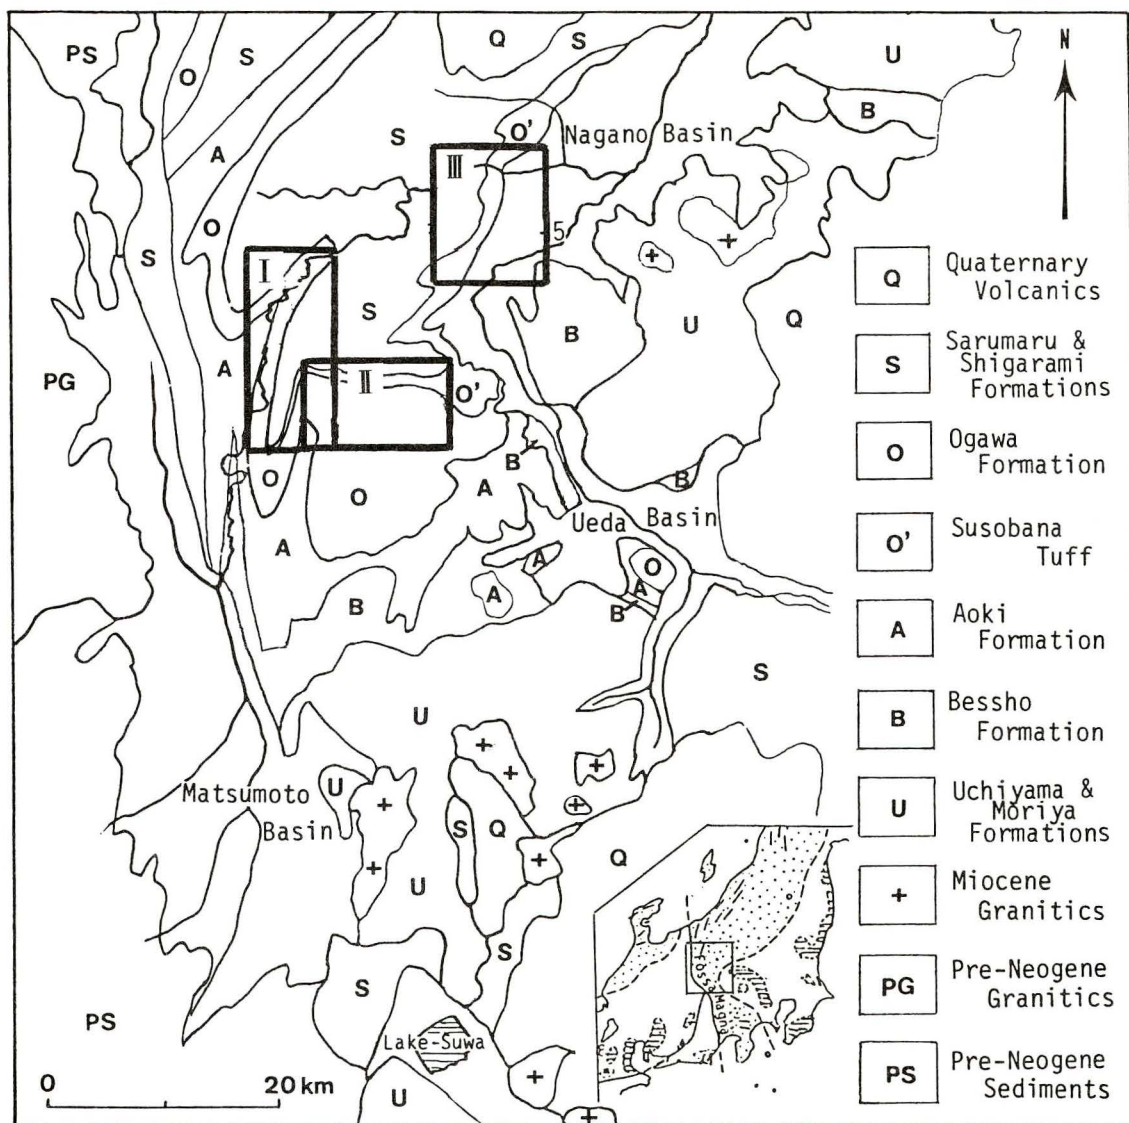 PS
S
O
Q
S
U
N
B
A
S
O'
Nagano Basin
III
O
5
+
+
S
I
S
B
U
Q
PG
A
II
O'
B
A
B
O
O
Ueda Basin
A
A
O
A
B
A
B
S
U
+
+
+
Matsumoto
Basin
U
+
+
S
Q
+
+
Q
U
S
S
PS
Lake-Suwa
+
U
+
0
20 km
Fossa Magna
Q
Quaternary
Volcanics
S
Sarumaru &
Shigarami
Formations
O
Ogawa
Formation
O'
Susobana
Tuff
A
Aoki
Formation
B
Bessho
Formation
U
Uchiyama &
Moriya
Formations
+
Miocene
Granitics
PG
Pre-Neogene
Granitics
PS
Pre-Neogene
Sediments